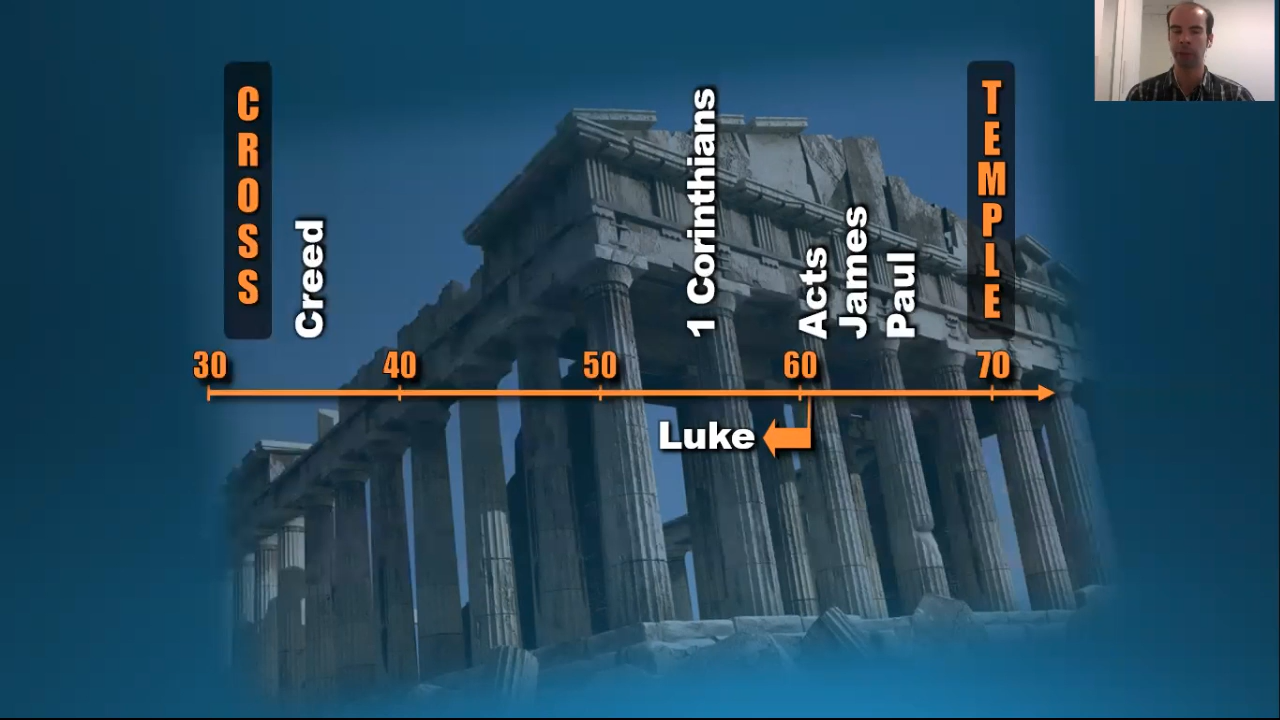 CROSS
Creed
1 Corinthians
Acts
James
Paul
TEMPLE
30 40 50 60 70
Luke